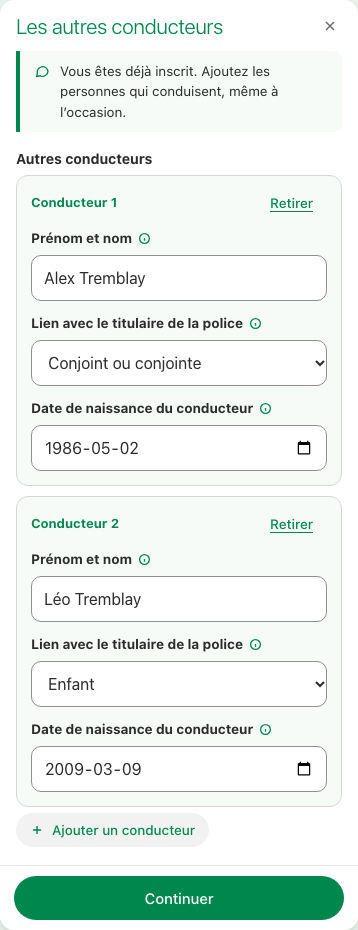 Les autres conducteurs
Vous êtes déjà inscrit. Ajoutez les
personnes qui conduisent, même à
l’occasion.
Autres conducteurs
Conducteur 1
Retirer
Prénom et nom
Alex Tremblay
Lien avec le titulaire de la police
Conjoint ou conjointe
Date de naissance du conducteur
1986-05-02
Conducteur 2
Retirer
Prénom et nom
Léo Tremblay
Lien avec le titulaire de la police
Enfant
Date de naissance du conducteur
2009-03-09
+ Ajouter un conducteur
Continuer